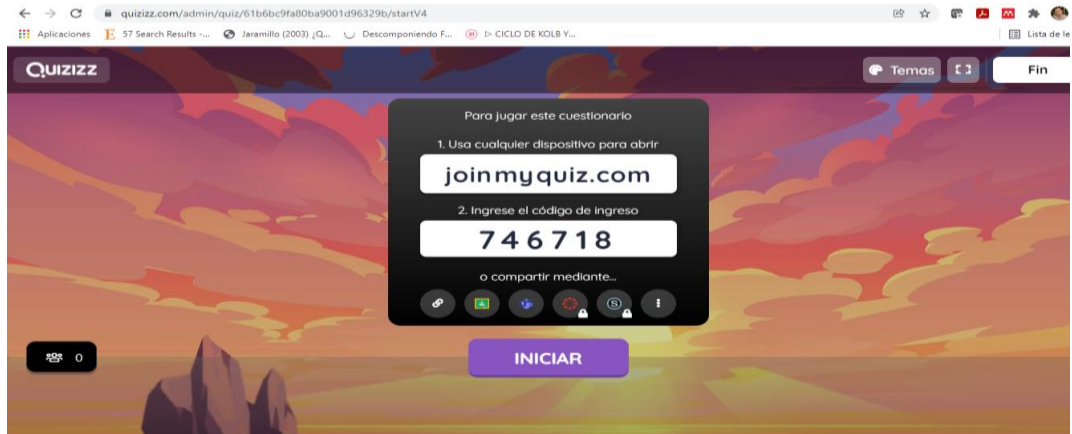 quizizz.com/admin/quiz/61b6bc9fa80ba9001d96329b/startV4
Aplicaciones 57 Search Results -... Jaramillo (2003) ¿Q... Descomponiendo F... ▷ CICLO DE KOLB Y... Lista de le
QUIZIZZ Temas Fin
Para jugar este cuestionario
1. Usa cualquier dispositivo para abrir
joinmyquiz.com
2. Ingrese el código de ingreso
746718
o compartir mediante...
0
INICIAR